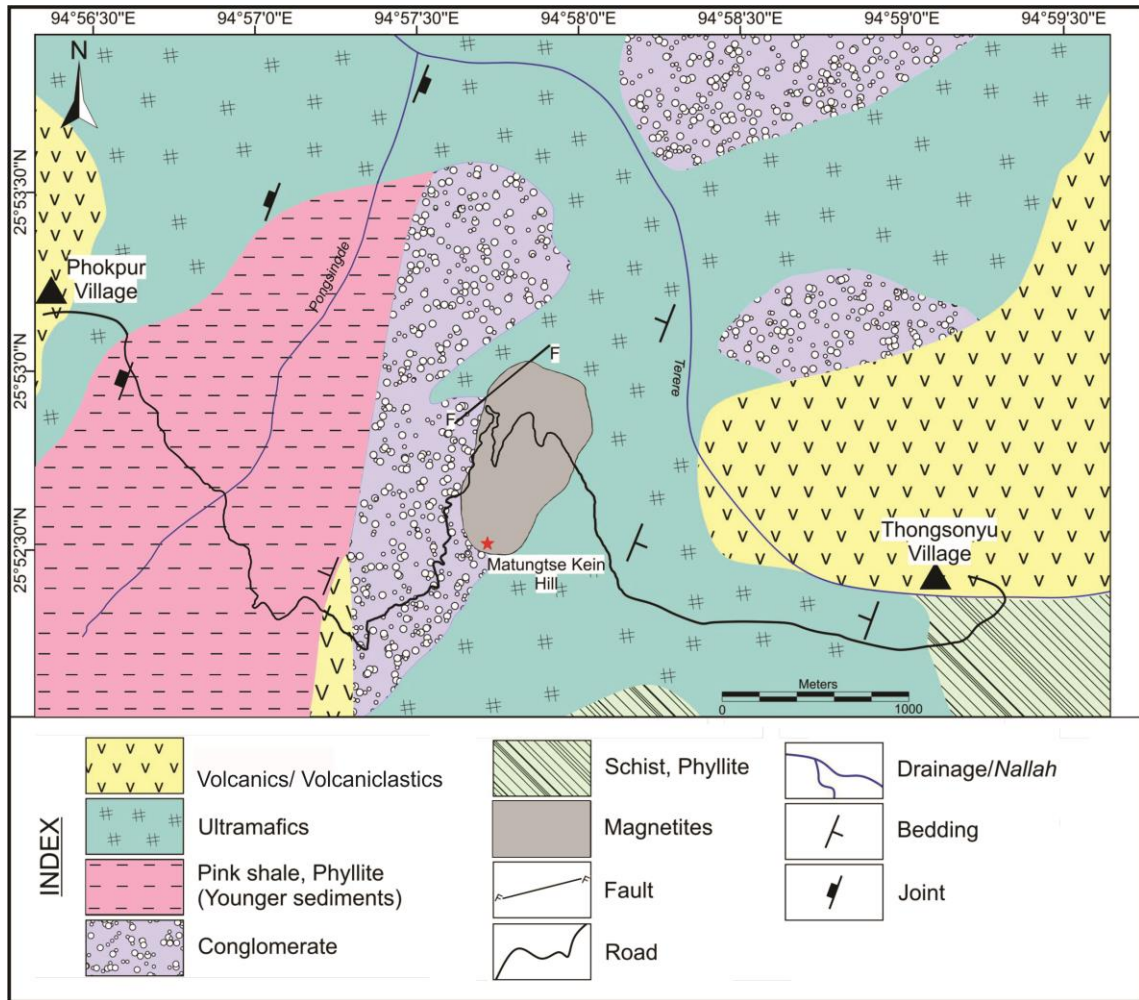 94°56'30"E
94°57'0"E
94°57'30"E
94°58'0"E
94°58'30"E
94°59'0"E
94°59'30"E
N
25°53'30"N
25°53'0"N
25°52'30"N
Phokpur
Village
Pongsingde
Terere
F
F
Matungtse Kein
Hill
Thongsonyu
Village
Meters
0
1000
INDEX
Volcanics/ Volcaniclastics
Ultramafics
Pink shale, Phyllite
(Younger sediments)
Conglomerate
Schist, Phyllite
Magnetites
F
F
Fault
Road
Drainage/Nallah
Bedding
Joint